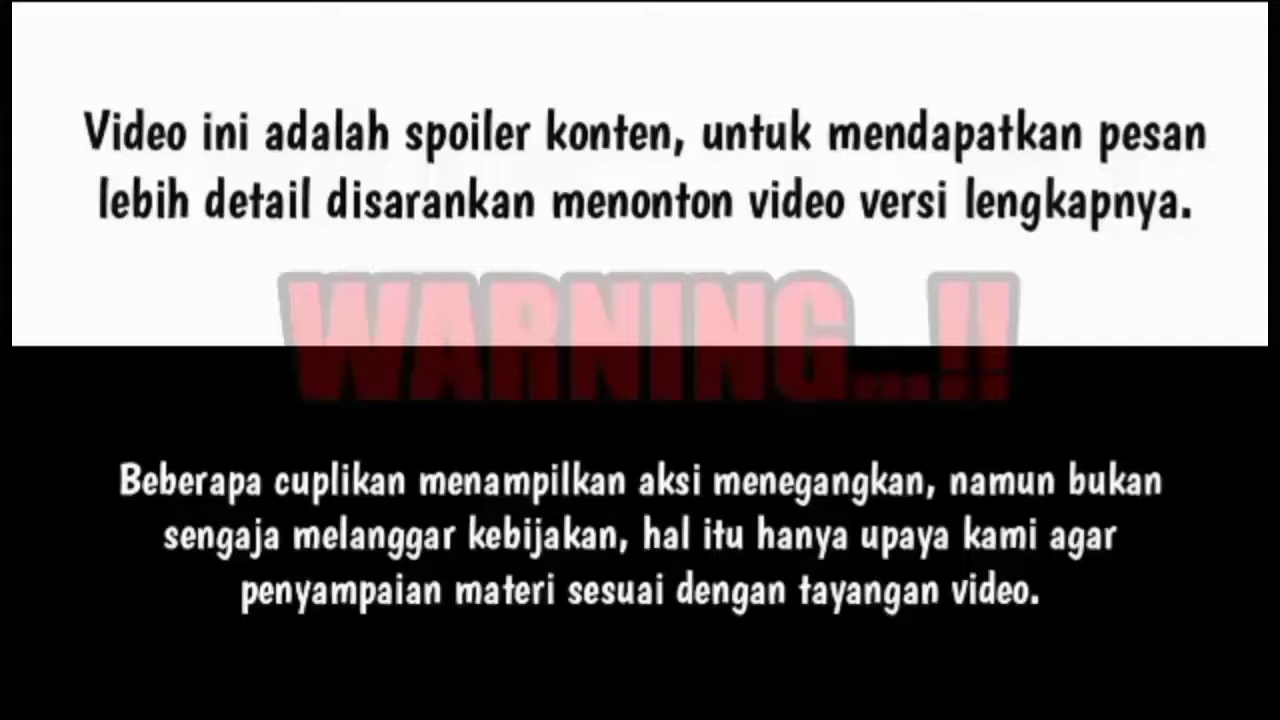 Video ini adalah spoiler konten, untuk mendapatkan pesan
lebih detail disarankan menonton video versi lengkapnya.
WARNING...!!
Beberapa cuplikan menampilkan aksi menegangkan, namun bukan
sengaja melanggar kebijakan, hal itu hanya upaya kami agar
penyampaian materi sesuai dengan tayangan video.